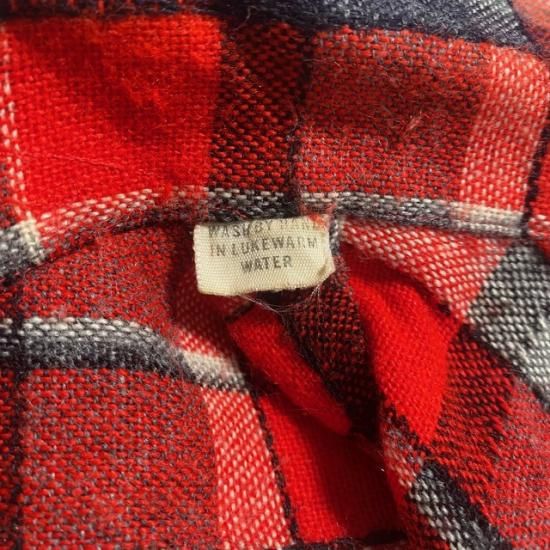 WASH BY HAND
IN LUKEWARM
WATER